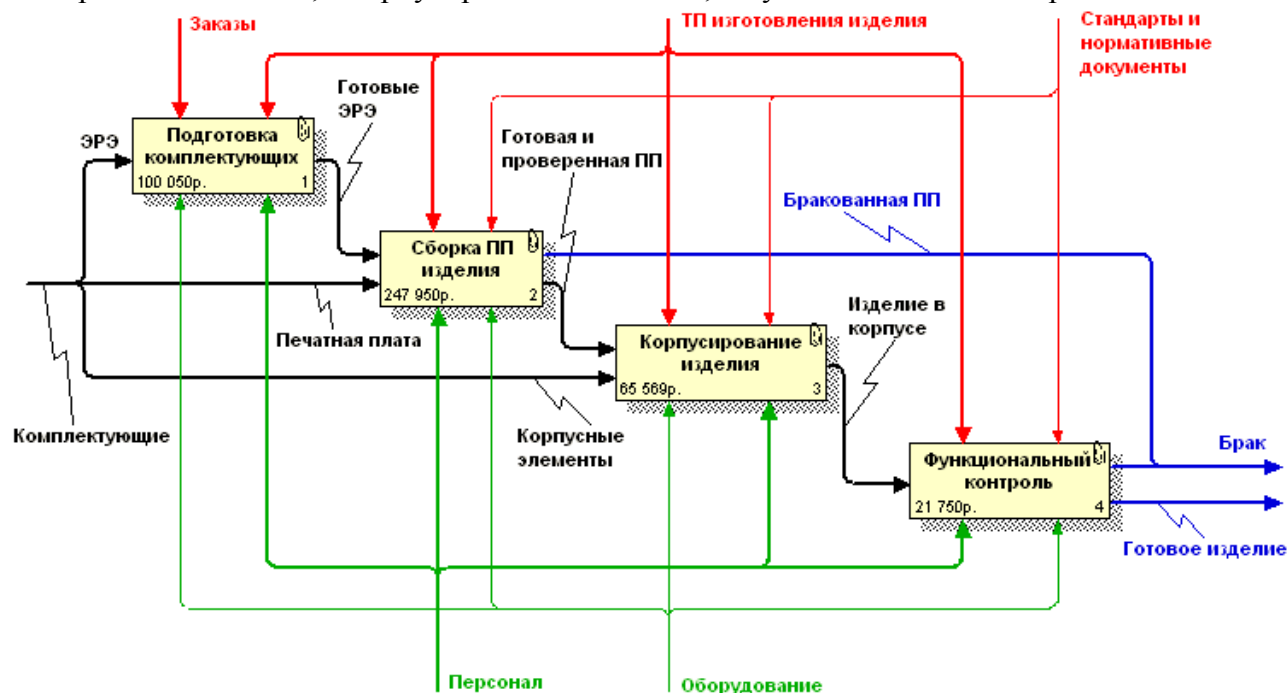 Заказы
ТП изготовления изделия
Стандарты и
нормативные
документы
Готовые
ЭРЭ
ЭРЭ
Подготовка
комплектующих
100 050р. 1
Готовая и
проверенная ПП
Бракованная ПП
Сборка ПП
изделия
247 950р. 2
Печатная плата
Изделие в
корпусе
Корпусирование
изделия
65 569р. 3
Комплектующие
Корпусные
элементы
Функциональный
контроль
21 750р. 4
Брак
Готовое изделие
Персонал
Оборудование